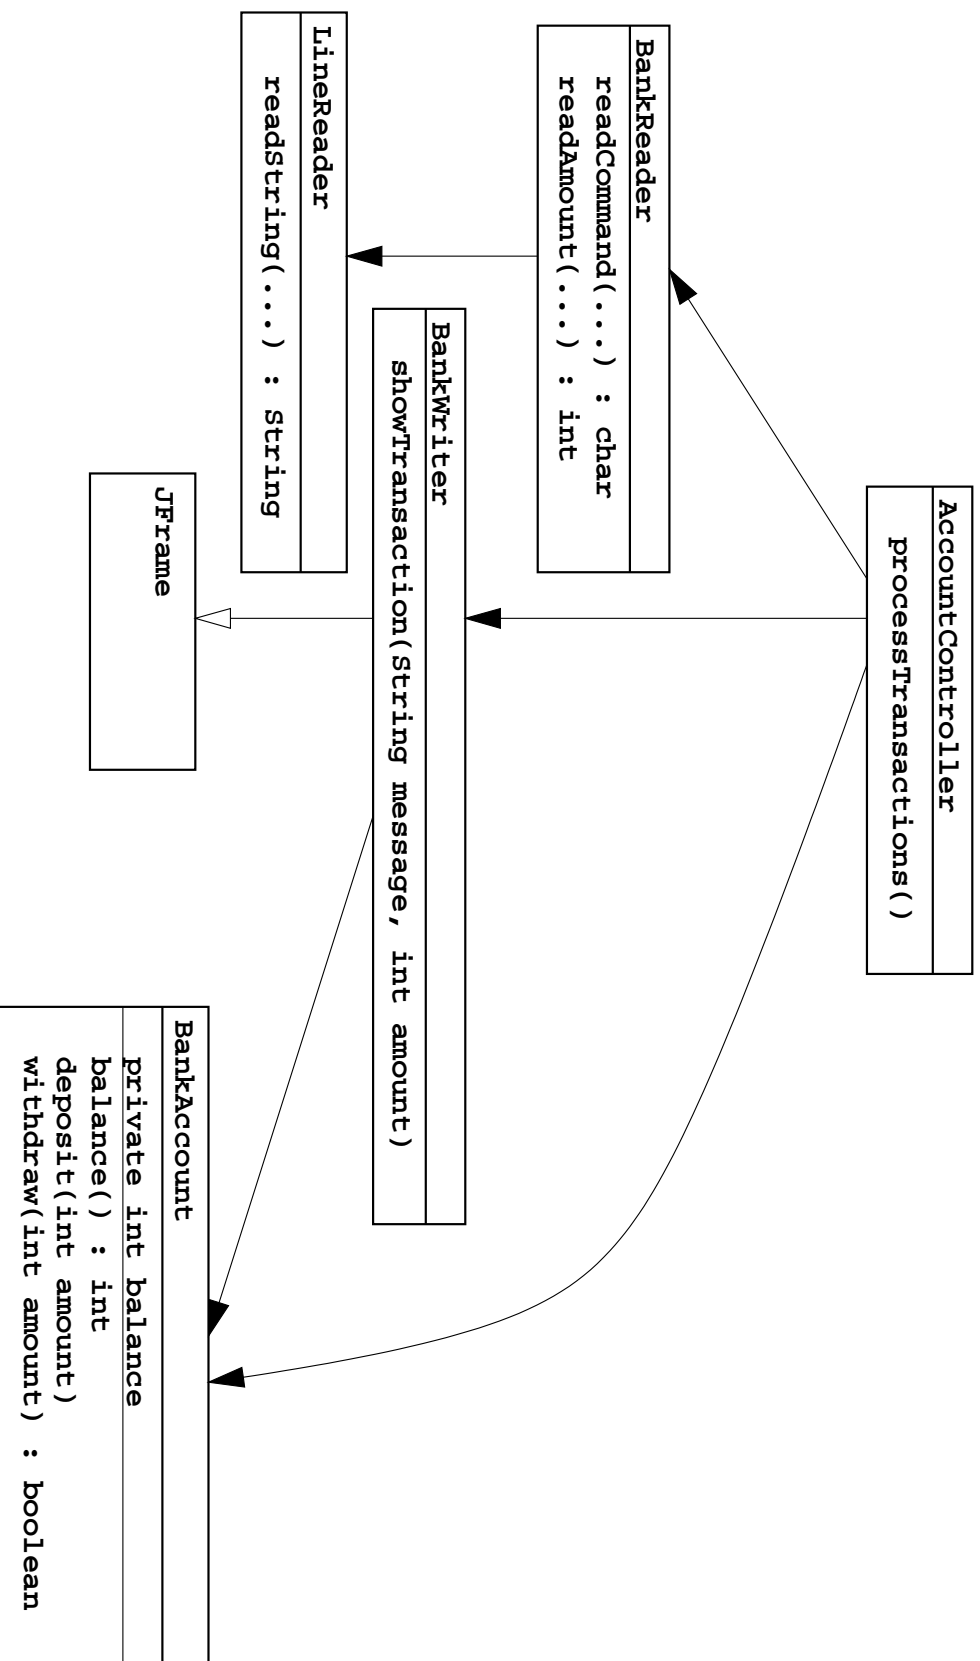 AccountController
processTransactions()
BankReader
readCommand(...) : char
readAmount(...) : int
BankWriter
showTransaction(String message, int amount)
LineReader
readString(...) : String
JFrame
BankAccount
private int balance
balance() : int
deposit(int amount)
withdraw(int amount) : boolean